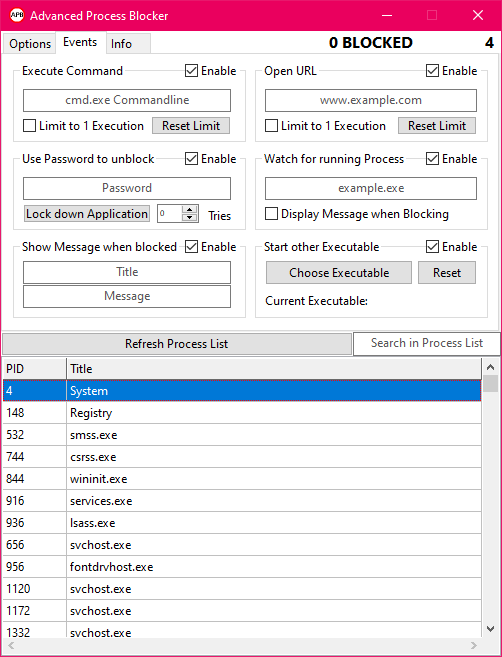 APB Advanced Process Blocker
Options Events Info 0 BLOCKED 4
Execute Command Enable
cmd.exe Commandline
Limit to 1 Execution Reset Limit
Open URL Enable
www.example.com
Limit to 1 Execution Reset Limit
Use Password to unblock Enable
Password
Lock down Application 0 Tries
Watch for running Process Enable
example.exe
Display Message when Blocking
Show Message when blocked Enable
Title
Message
Start other Executable Enable
Choose Executable Reset
Current Executable:
Refresh Process List Search in Process List
PID Title
4 System
148 Registry
532 smss.exe
744 csrss.exe
844 wininit.exe
916 services.exe
936 lsass.exe
656 svchost.exe
956 fontdrvhost.exe
1120 svchost.exe
1172 svchost.exe
1332 svchost.exe